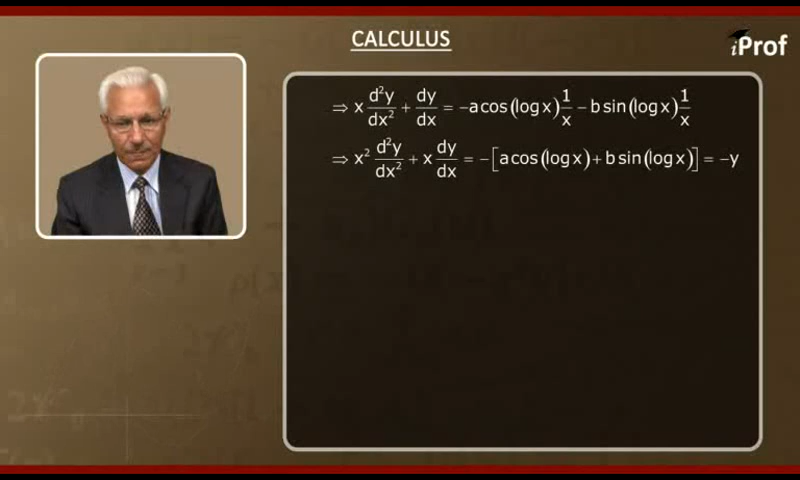 CALCULUS
iProf
⇒ x d²y/dx² + dy/dx = −a cos(log x) 1/x − b sin(log x) 1/x
⇒ x² d²y/dx² + x dy/dx = −[a cos(log x) + b sin(log x)] = −y